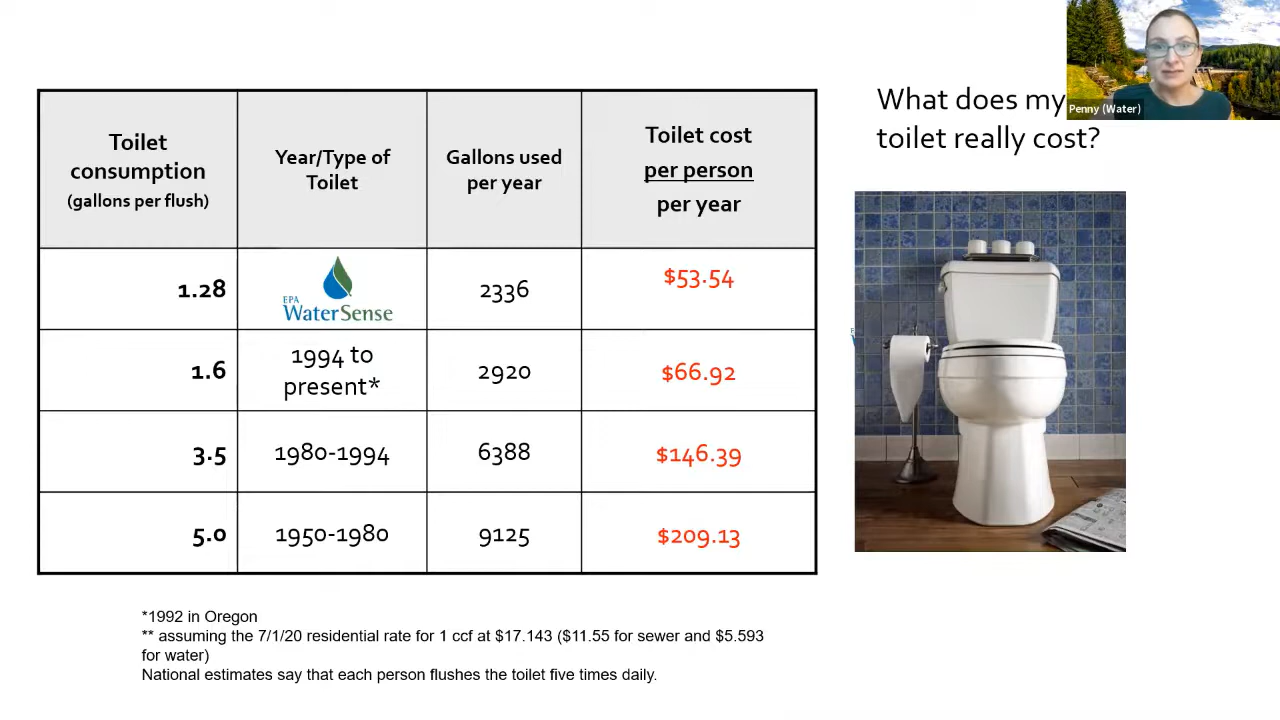 Penny (Water)
What does my
toilet really cost?
Toilet
consumption
(gallons per flush)
Year/Type of
Toilet
Gallons used
per year
Toilet cost
per person
per year
1.28
EPA
WaterSense
2336
$53.54
1.6
1994 to
present*
2920
$66.92
3.5
1980-1994
6388
$146.39
5.0
1950-1980
9125
$209.13
*1992 in Oregon
** assuming the 7/1/20 residential rate for 1 ccf at $17.143 ($11.55 for sewer and $5.593
for water)
National estimates say that each person flushes the toilet five times daily.